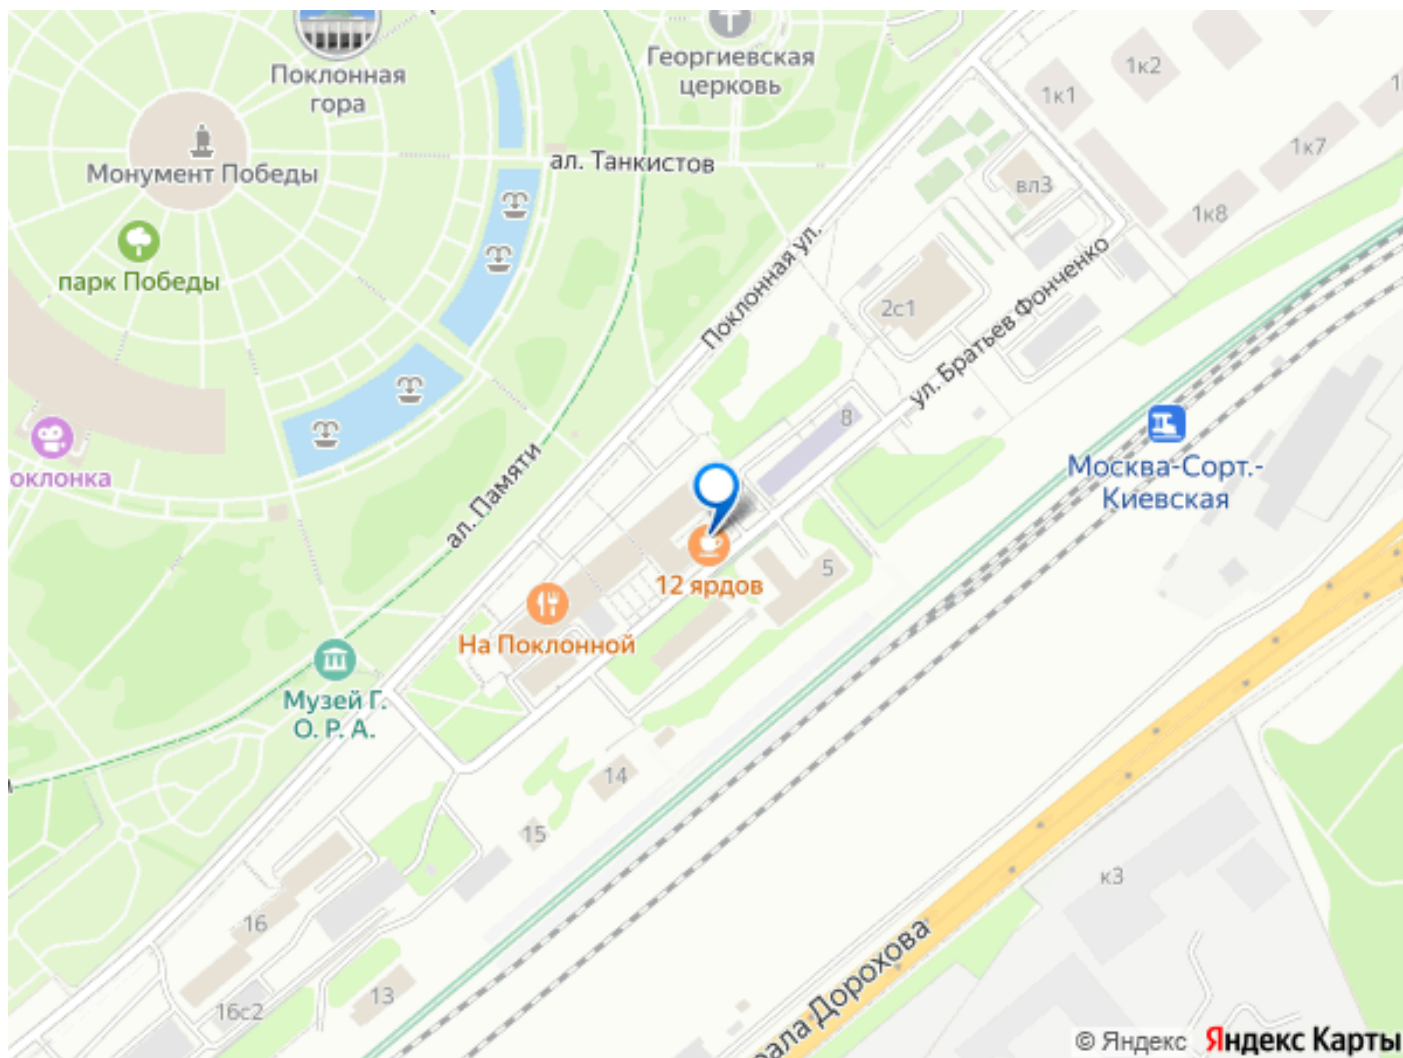 Поклонная
гора
Георгиевская
церковь
1к2
1к1
1к7
вл3
1к8
ал. Танкистов
Монумент Победы
парк Победы
Поклонная ул.
2с1
ул. Братьев Фонченко
8
Москва-Сорт.-
Киевская
оклонка
ал. Памяти
12 ярдов
5
На Поклонной
Музей Г.
О. Р. А.
14
15
к3
16
16с2
13
рала Дорохова
© Яндекс Яндекс Карты